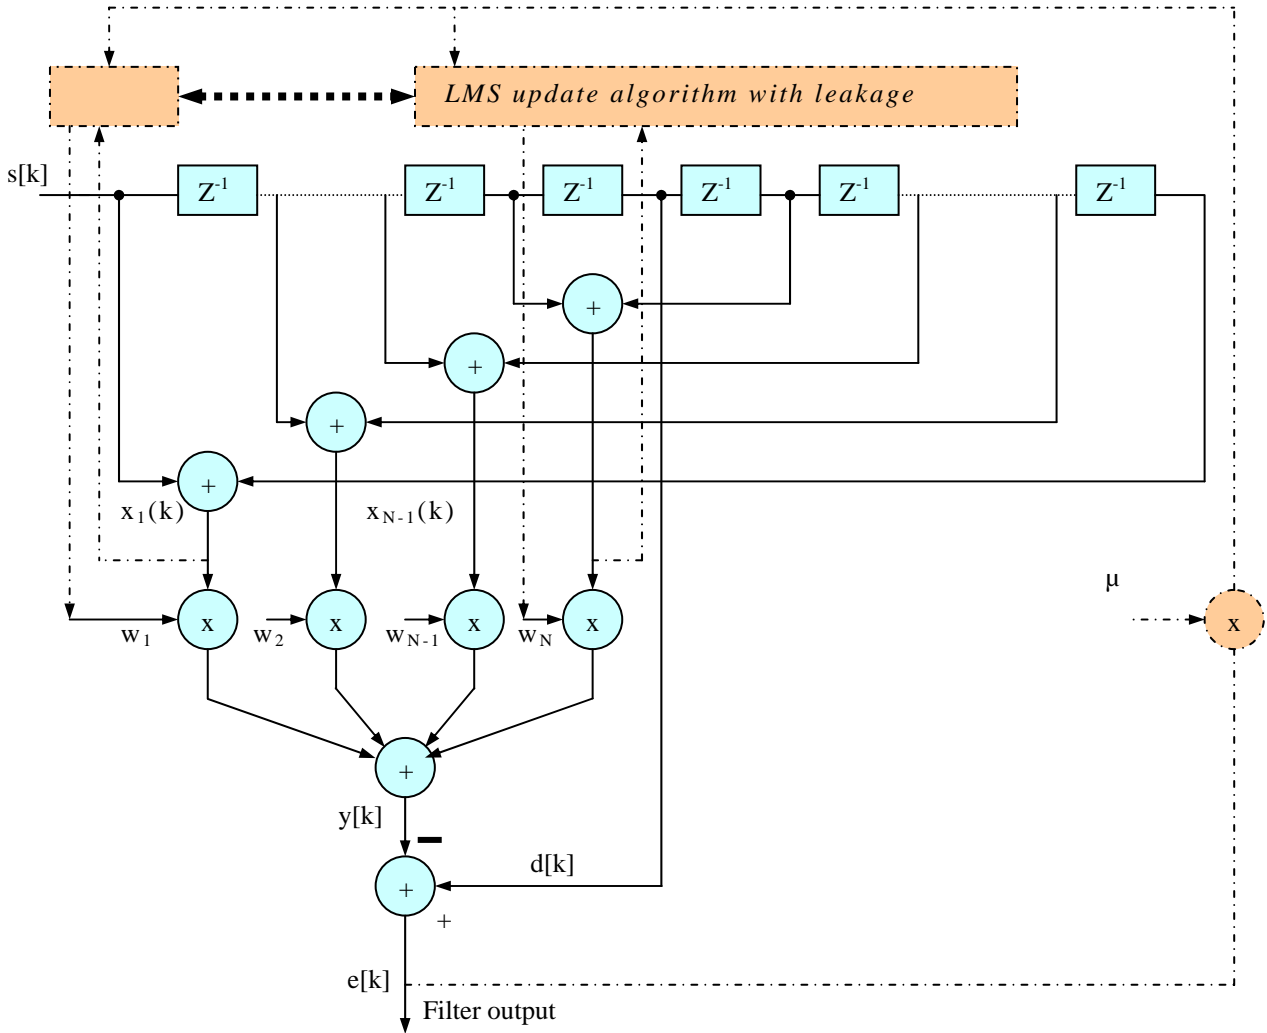 LMS update algorithm with leakage
s[k]
Z-1 Z-1 Z-1 Z-1 Z-1 Z-1
+
+
+
+
x1(k) xN-1(k)
μ
x x x x x
w1 w2 wN-1 wN
+
y[k]
−
d[k]
+
+
e[k]
Filter output